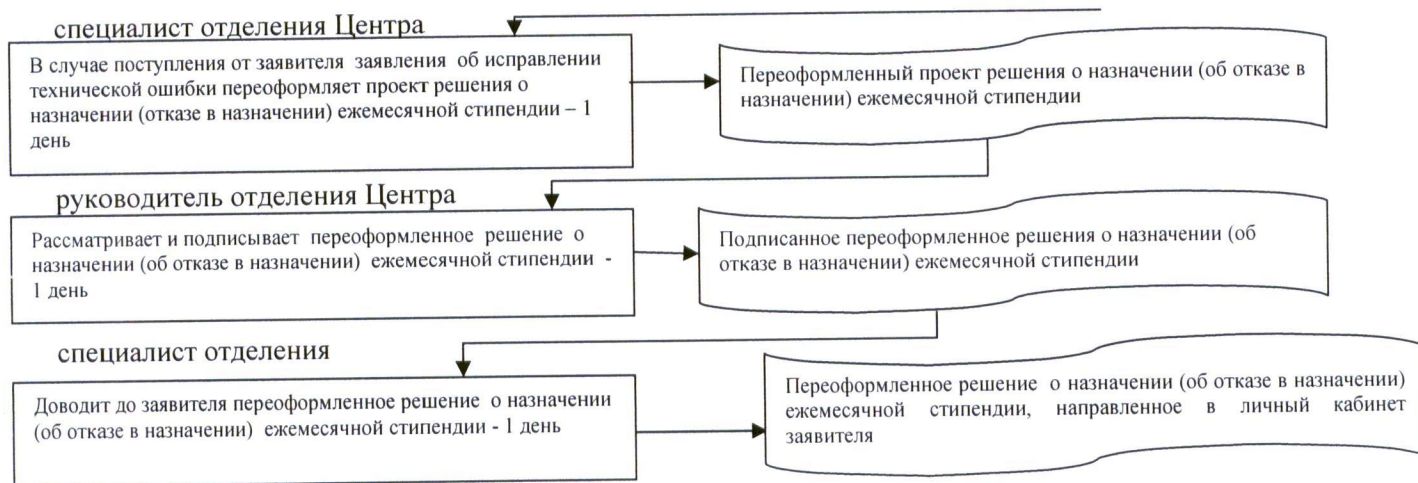 специалист отделения Центра
В случае поступления от заявителя заявления об исправлении
технической ошибки переоформляет проект решения о
назначении (отказе в назначении) ежемесячной стипендии – 1
день
Переоформленный проект решения о назначении (об отказе в
назначении) ежемесячной стипендии
руководитель отделения Центра
Рассматривает и подписывает переоформленное решение о
назначении (об отказе в назначении) ежемесячной стипендии -
1 день
Подписанное переоформленное решения о назначении (об
отказе в назначении) ежемесячной стипендии
специалист отделения
Доводит до заявителя переоформленное решение о назначении
(об отказе в назначении) ежемесячной стипендии - 1 день
Переоформленное решение о назначении (об отказе в назначении)
ежемесячной стипендии, направленное в личный кабинет
заявителя